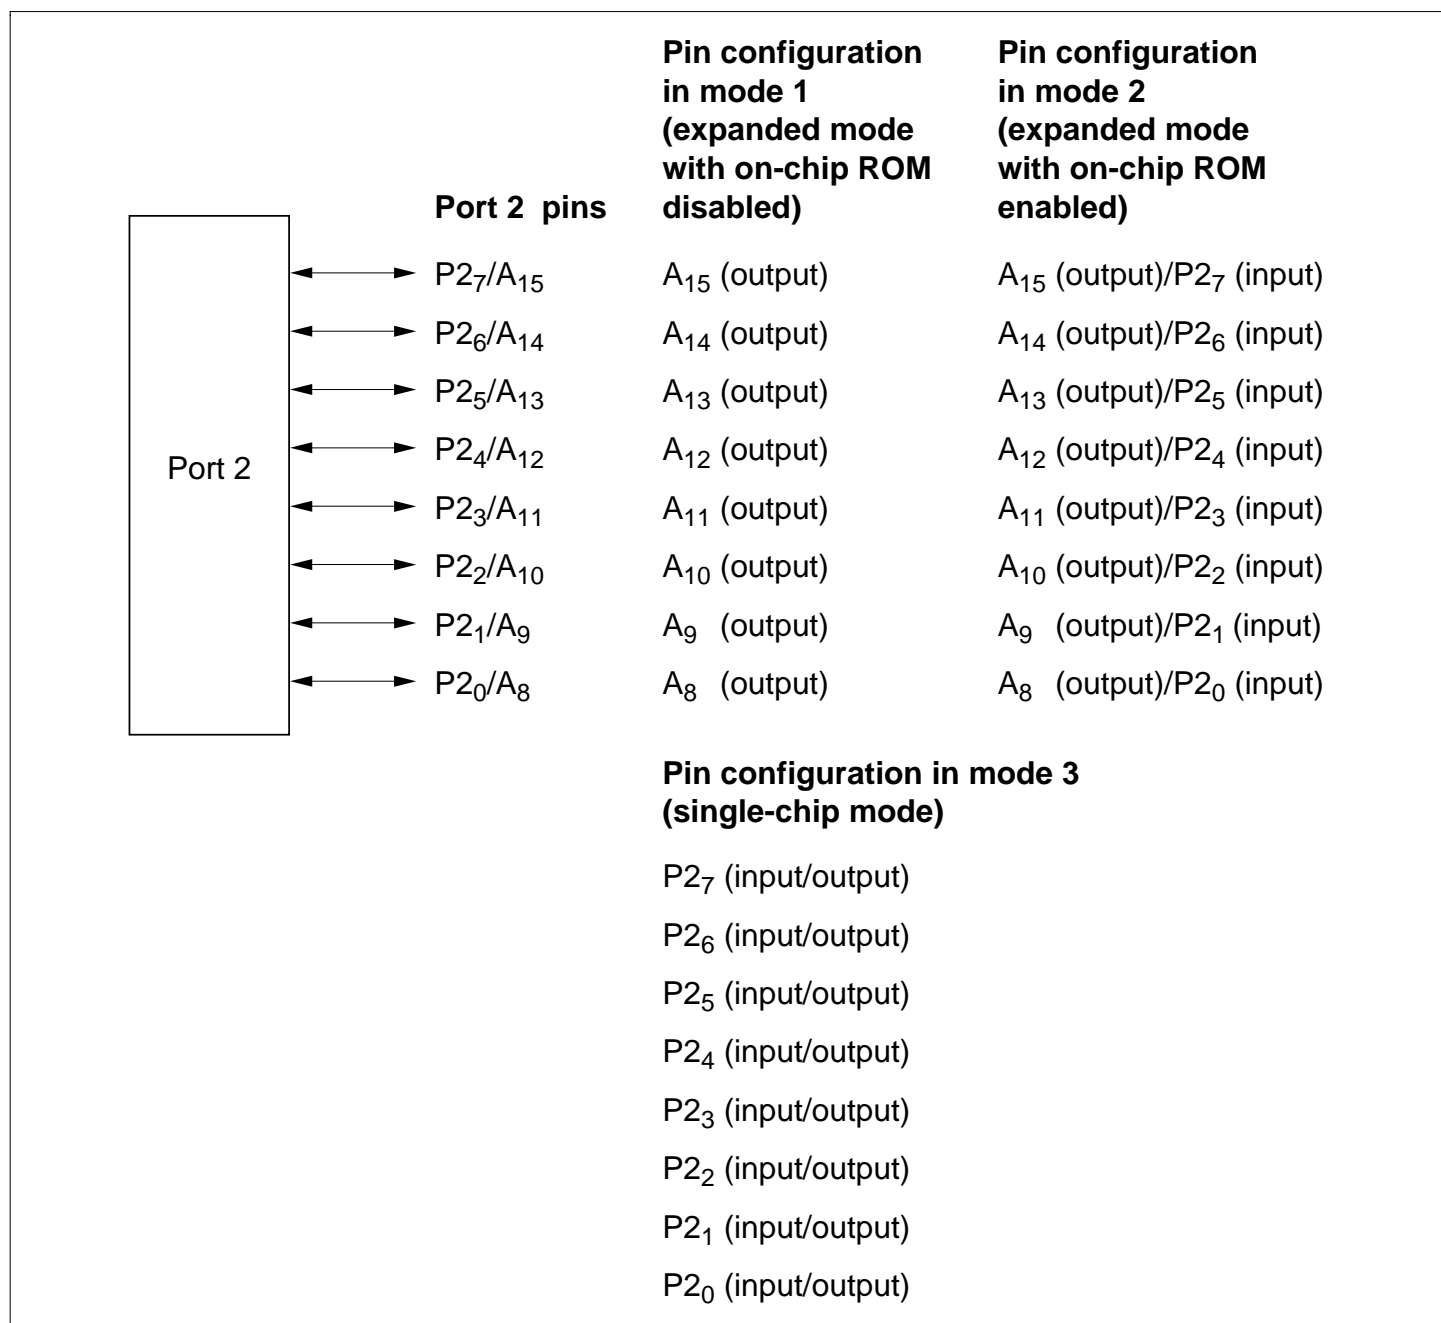 Pin configuration in mode 1 (expanded mode with on-chip ROM disabled)
Pin configuration in mode 2 (expanded mode with on-chip ROM enabled)
Port 2 pins
Port 2
P2₇/A₁₅ A₁₅ (output) A₁₅ (output)/P2₇ (input)
P2₆/A₁₄ A₁₄ (output) A₁₄ (output)/P2₆ (input)
P2₅/A₁₃ A₁₃ (output) A₁₃ (output)/P2₅ (input)
P2₄/A₁₂ A₁₂ (output) A₁₂ (output)/P2₄ (input)
P2₃/A₁₁ A₁₁ (output) A₁₁ (output)/P2₃ (input)
P2₂/A₁₀ A₁₀ (output) A₁₀ (output)/P2₂ (input)
P2₁/A₉ A₉ (output) A₉ (output)/P2₁ (input)
P2₀/A₈ A₈ (output) A₈ (output)/P2₀ (input)
Pin configuration in mode 3
(single-chip mode)
P2₇ (input/output)
P2₆ (input/output)
P2₅ (input/output)
P2₄ (input/output)
P2₃ (input/output)
P2₂ (input/output)
P2₁ (input/output)
P2₀ (input/output)